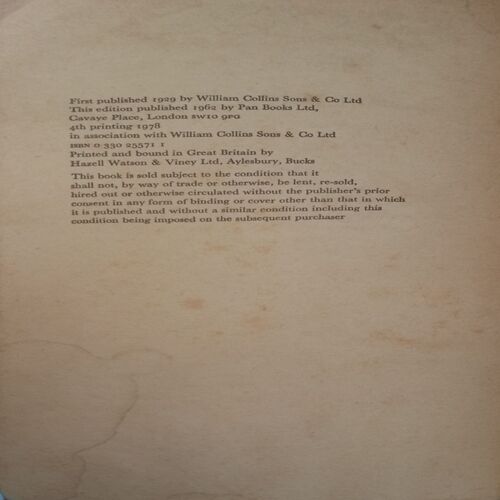 First published 1929 by William Collins Sons & Co Ltd
This edition published 1962 by Pan Books Ltd,
Cavaye Place, London SW10 9PG
4th printing 1978
in association with William Collins Sons & Co Ltd
ISBN 0 330 25571 1
Printed and bound in Great Britain by
Hazell Watson & Viney Ltd, Aylesbury, Bucks
This book is sold subject to the condition that it
shall not, by way of trade or otherwise, be lent, re-sold,
hired out or otherwise circulated without the publisher's prior
consent in any form of binding or cover other than that in which
it is published and without a similar condition including this
condition being imposed on the subsequent purchaser